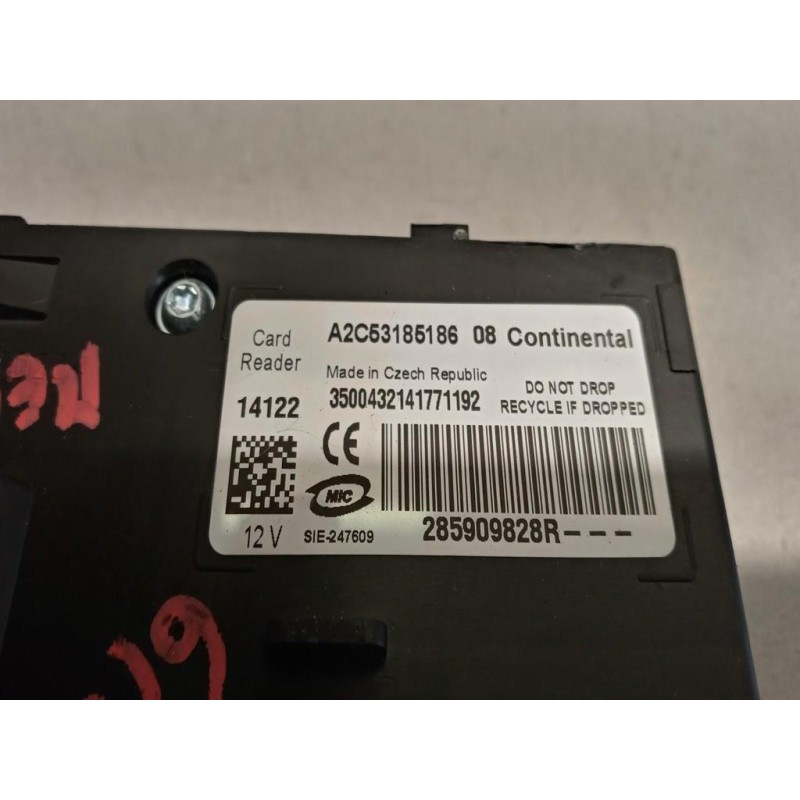 Card
Reader
A2C53185186 08 Continental
Made in Czech Republic
14122
3500432141771192
DO NOT DROP
RECYCLE IF DROPPED
CE
MIC
12 V
SIE-247609
285909828R---